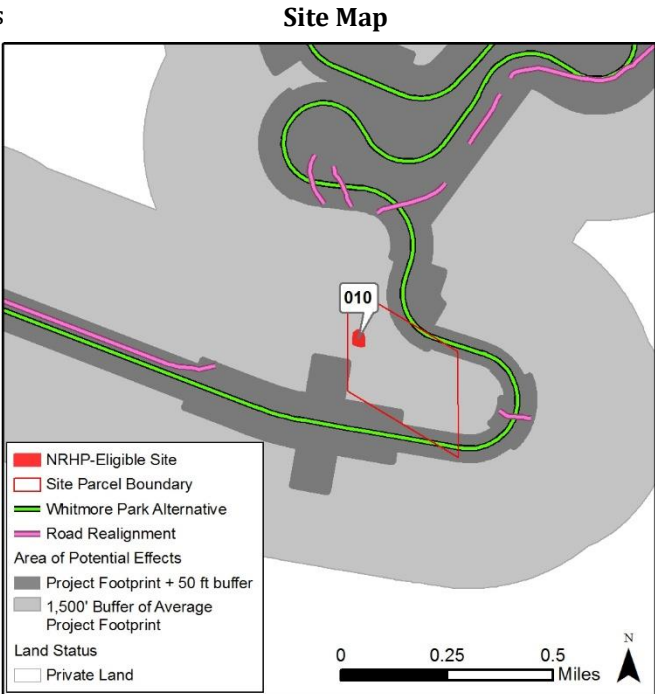 s
Site Map
010
NRHP-Eligible Site
Site Parcel Boundary
Whitmore Park Alternative
Road Realignment
Area of Potential Effects
Project Footprint + 50 ft buffer
1,500' Buffer of Average
Project Footprint
Land Status
Private Land
0 0.25 0.5
Miles
N